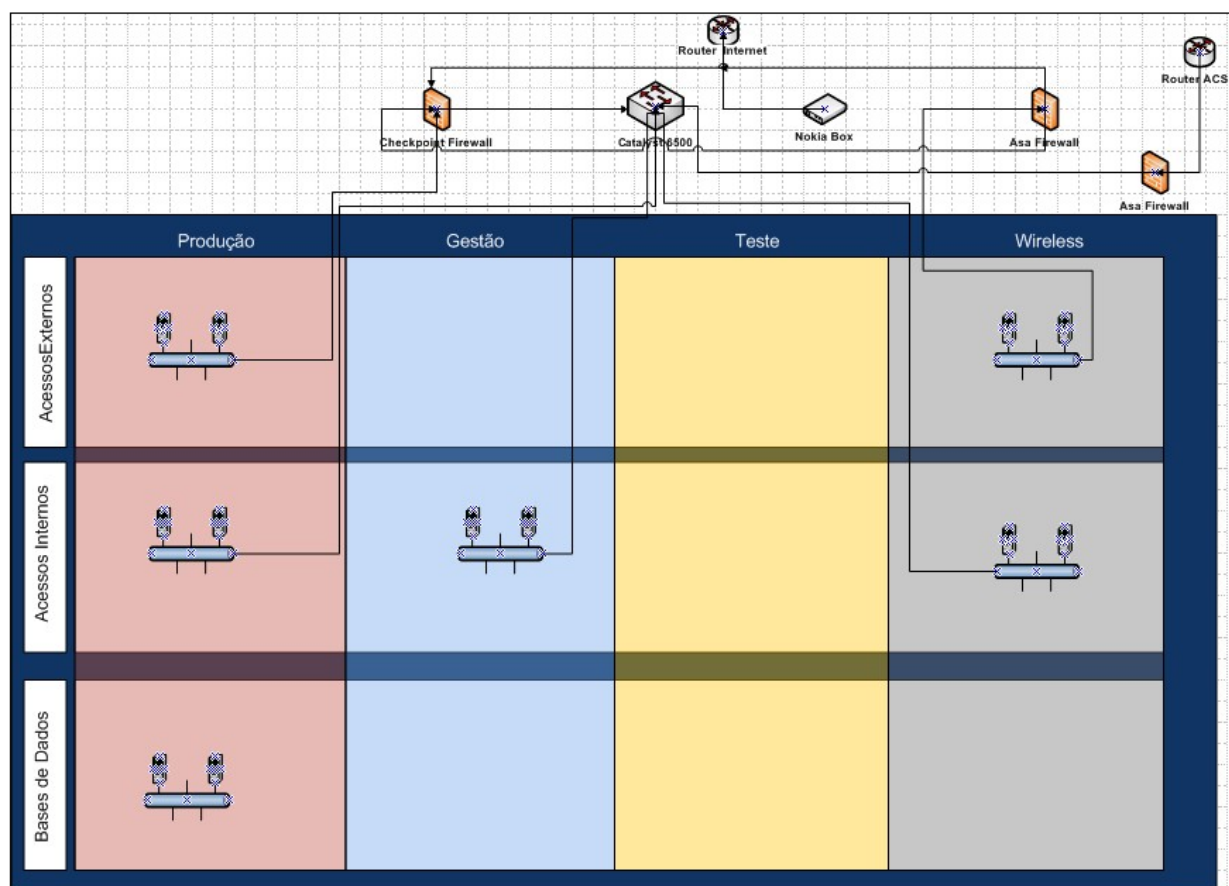 Router Internet
Router ACS
Checkpoint Firewall
Catalyst 6500
Nokia Box
Asa Firewall
Asa Firewall
Produção
Gestão
Teste
Wireless
AcessosExternos
Acessos Internos
Bases de Dados